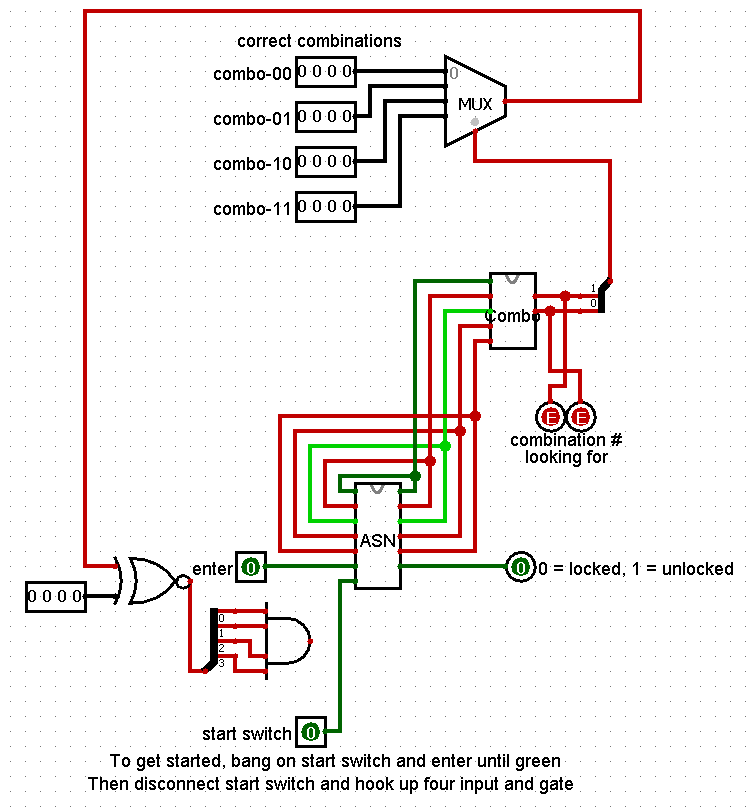 correct combinations
combo-00 0 0 0 0
0
MUX
combo-01 0 0 0 0
combo-10 0 0 0 0
combo-11 0 0 0 0
1
0
Combo
E E
combination #
looking for
ASN
enter 0
0 0 = locked, 1 = unlocked
0 0 0 0
0
1
2
3
start switch 0
To get started, bang on start switch and enter until green
Then disconnect start switch and hook up four input and gate